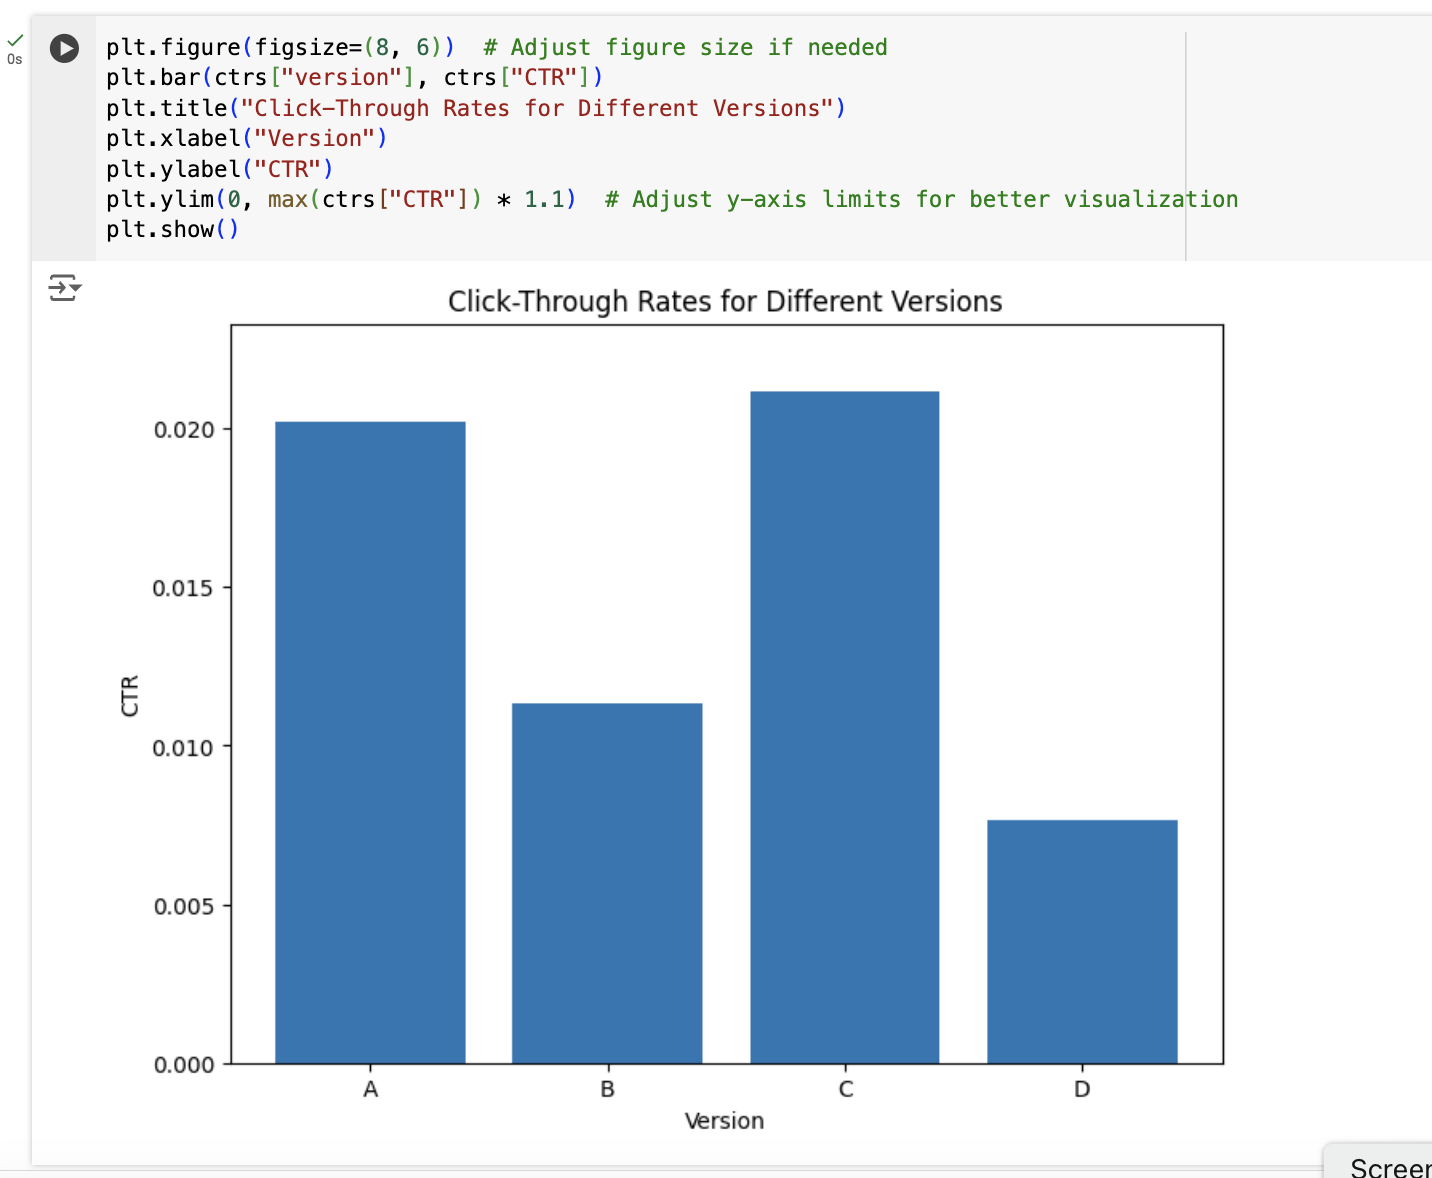 plt.figure(figsize=(8, 6))  # Adjust figure size if needed
0s
plt.bar(ctrs["version"], ctrs["CTR"])
plt.title("Click-Through Rates for Different Versions")
plt.xlabel("Version")
plt.ylabel("CTR")
plt.ylim(0, max(ctrs["CTR"]) * 1.1)  # Adjust y-axis limits for better visualization
plt.show()
Click-Through Rates for Different Versions
0.020
0.015
CTR
0.010
0.005
0.000
A B C D
Version
Screen